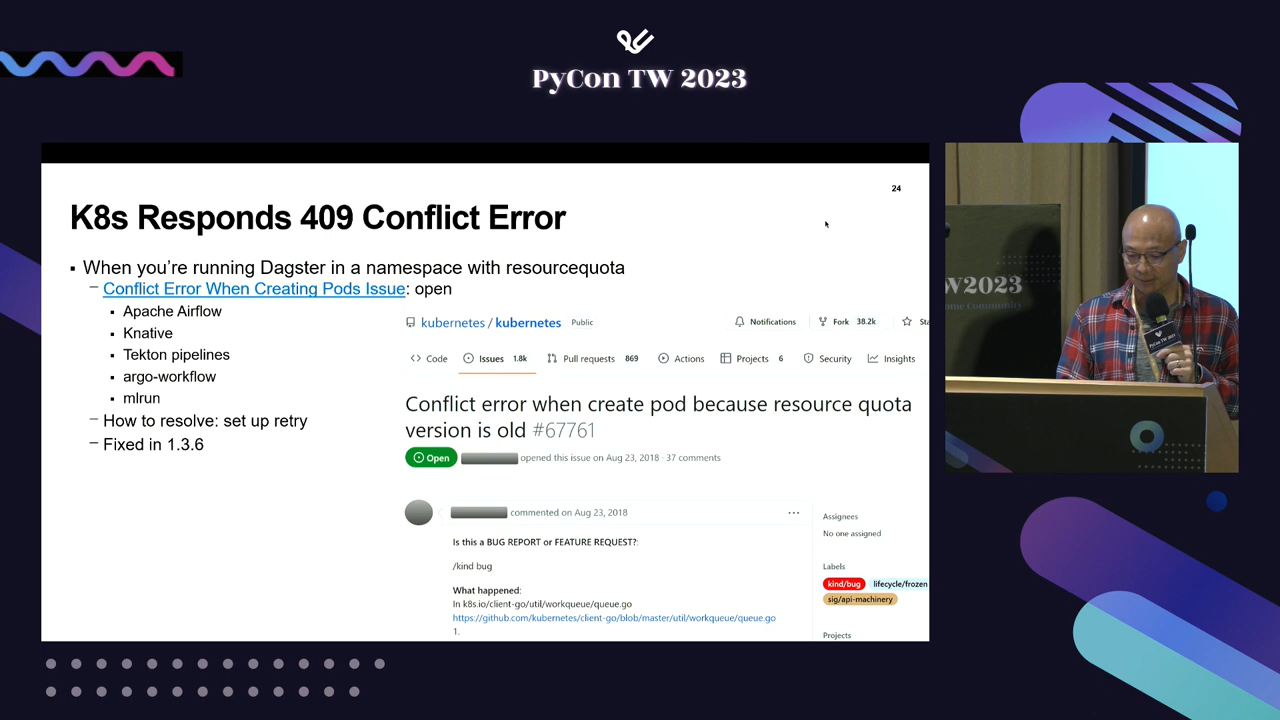 PyCon TW 2023
24
K8s Responds 409 Conflict Error
▪ When you're running Dagster in a namespace with resourcequota
– Conflict Error When Creating Pods Issue: open
▪ Apache Airflow
▪ Knative
▪ Tekton pipelines
▪ argo-workflow
▪ mlrun
– How to resolve: set up retry
– Fixed in 1.3.6
kubernetes / kubernetes Public
Notifications Fork 38.2k Sta
Code Issues 1.8k Pull requests 869 Actions Projects 6 Security Insights
Conflict error when create pod because resource quota
version is old #67761
Open opened this issue on Aug 23, 2018 · 37 comments
commented on Aug 23, 2018 ...
Is this a BUG REPORT or FEATURE REQUEST?:
/kind bug
What happened:
In k8s.io/client-go/util/workqueue/queue.go
https://github.com/kubernetes/client-go/blob/master/util/workqueue/queue.go
1.
Assignees
No one assigned
Labels
kind/bug lifecycle/frozen
sig/api-machinery
Projects
W2023
ome Community
PyCon TW